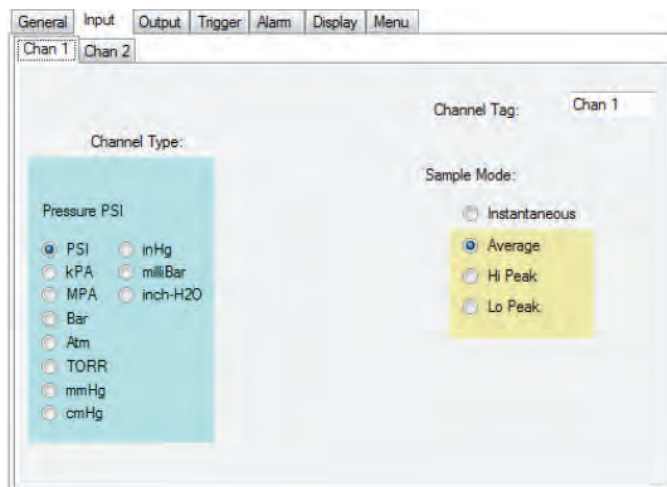 General Input Output Trigger Alarm Display Menu
Chan 1 Chan 2
Channel Tag: Chan 1
Channel Type:
Sample Mode:
Pressure PSI
Instantaneous
PSI inHg
Average
kPA milliBar
Hi Peak
MPA inch-H2O
Lo Peak
Bar
Atm
TORR
mmHg
cmHg